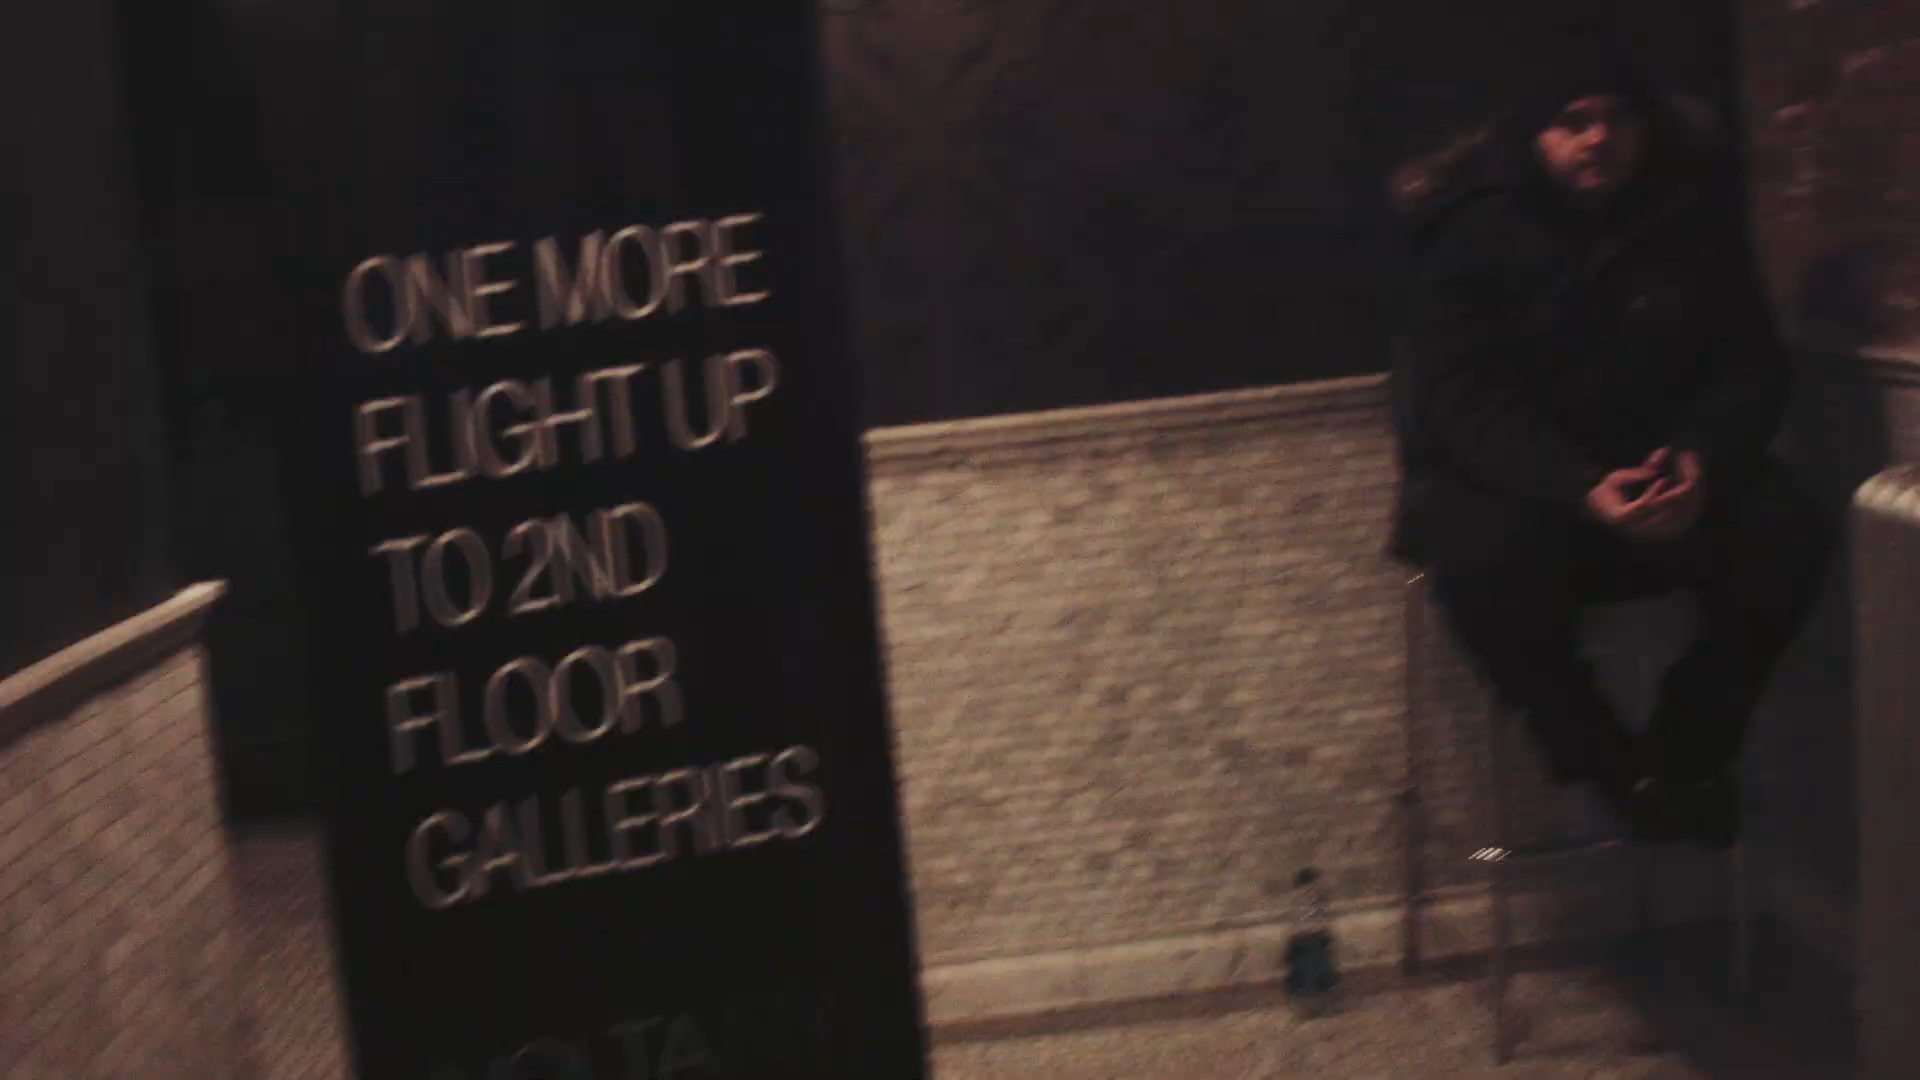 ONE MORE
FLIGHT UP
TO 2ND
FLOOR
GALLERIES